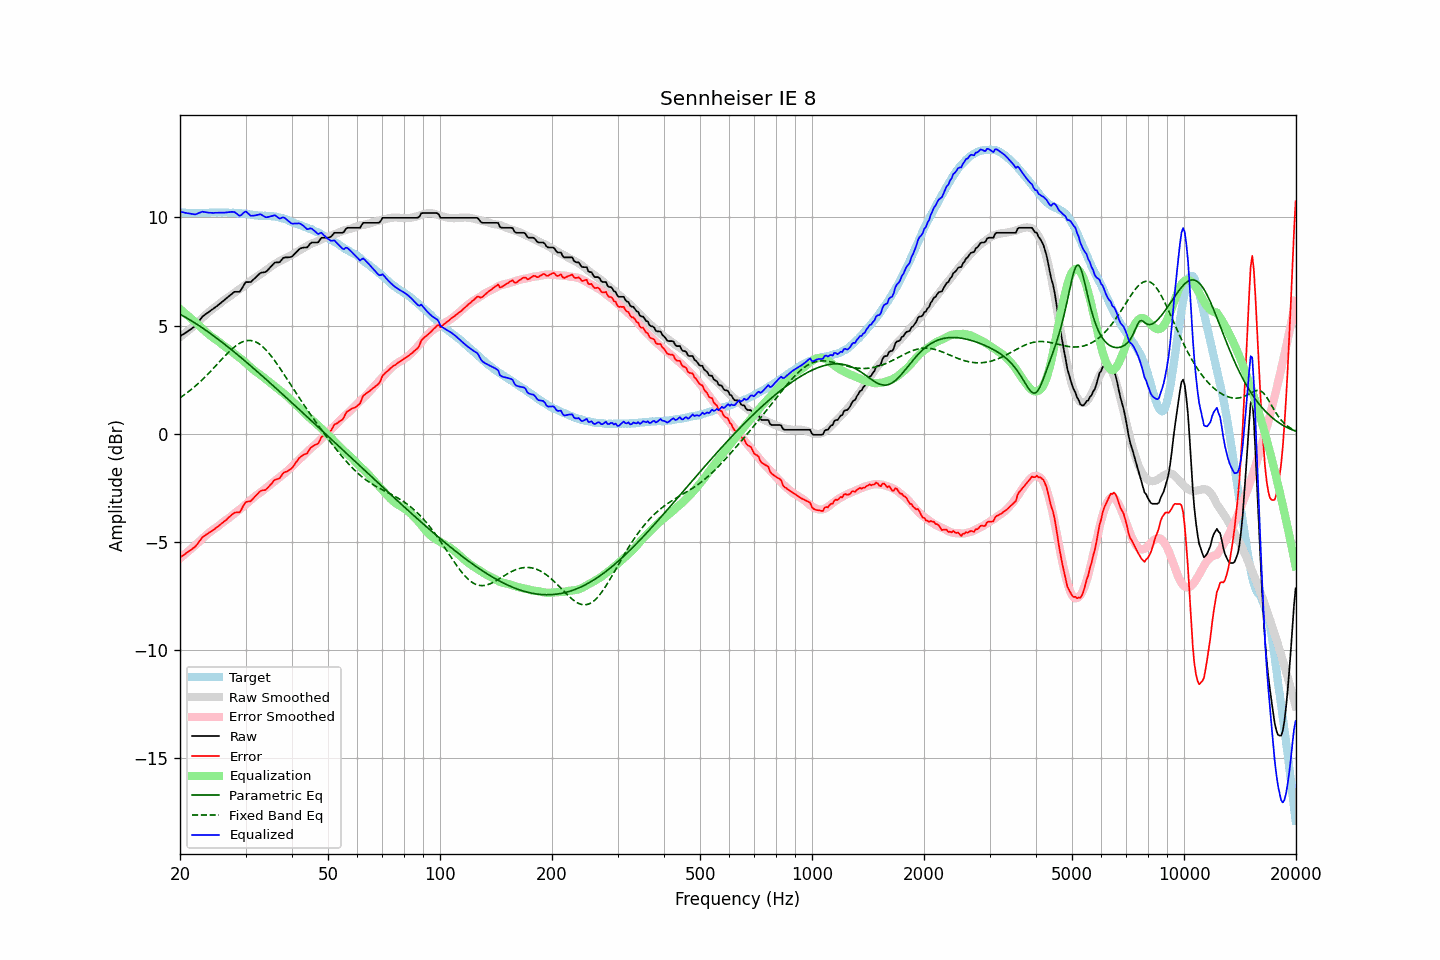 Sennheiser IE 8
Amplitude (dBr)
10
5
0
−5
−10
−15
Target
Raw Smoothed
Error Smoothed
Raw
Error
Equalization
Parametric Eq
Fixed Band Eq
Equalized
20 50 100 200 500 1000 2000 5000 10000 20000
Frequency (Hz)